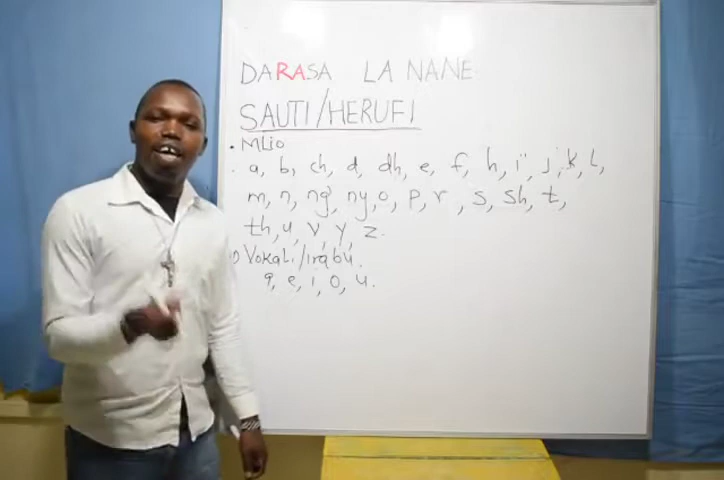 DARASA LA NANE
SAUTI/HERUFI
• MLio
a, b, ch, d, dh, e, f, h, i, j, k, l,
m, n, ng', ny, o, p, r, s, sh, t,
th, u, v, y, z.
Vokali/irabu.
a, e, i, o, u.